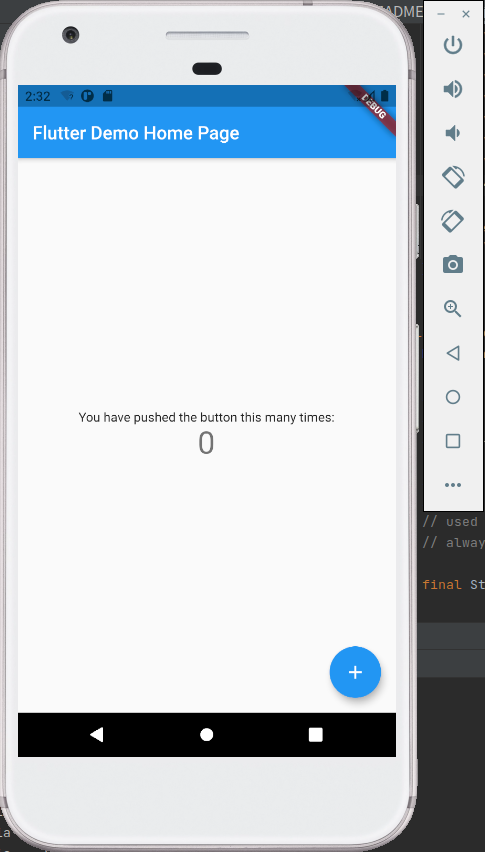 ADME
2:32
DEBUG
Flutter Demo Home Page
You have pushed the button this many times:
0
+
// used
// alway
final St
la